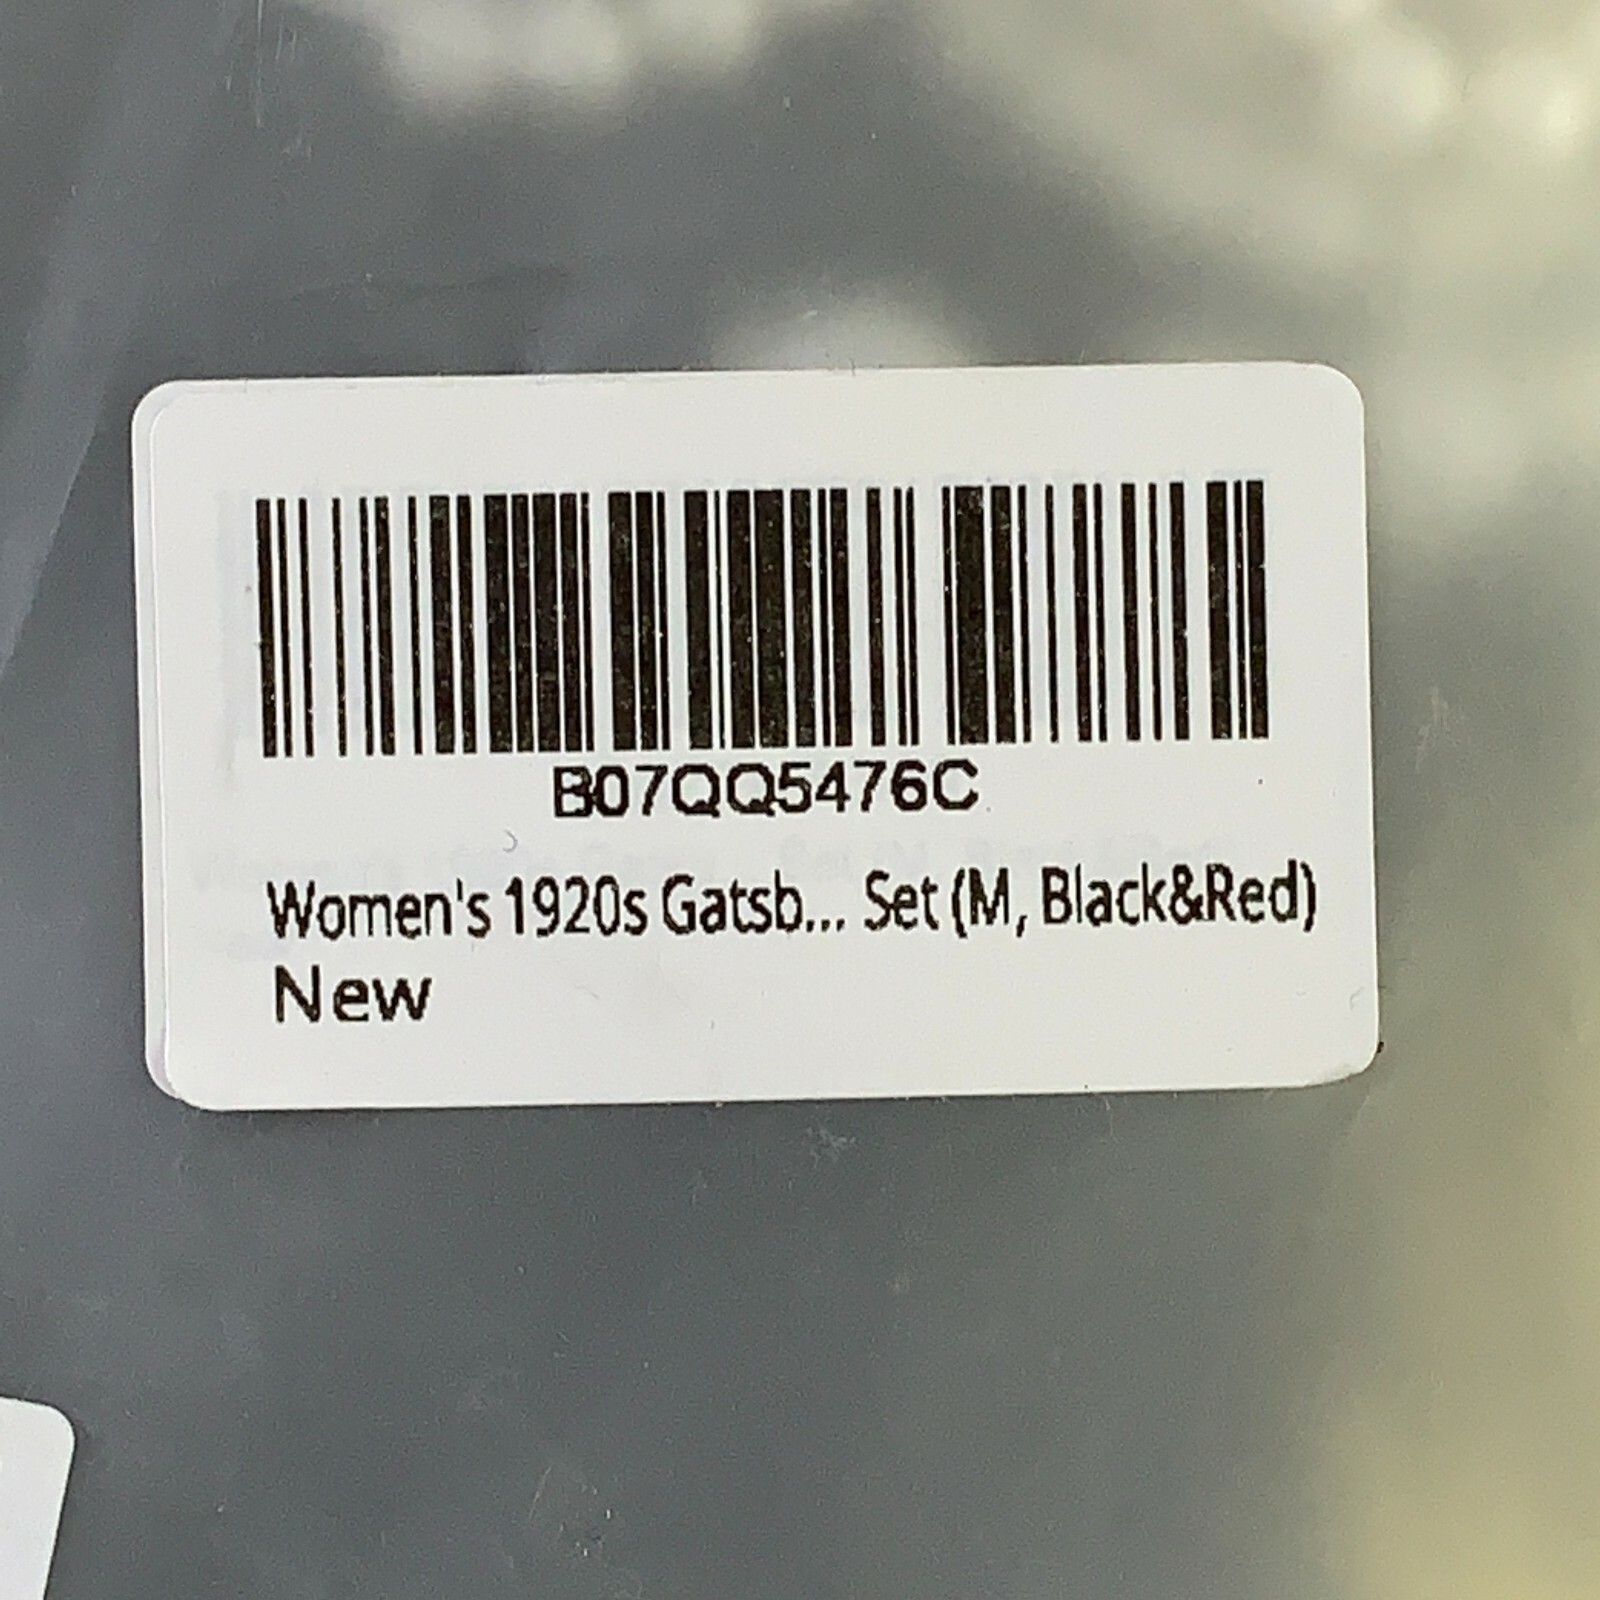 B07QQ5476C
Women's 1920s Gatsb... Set (M, Black&Red)
New